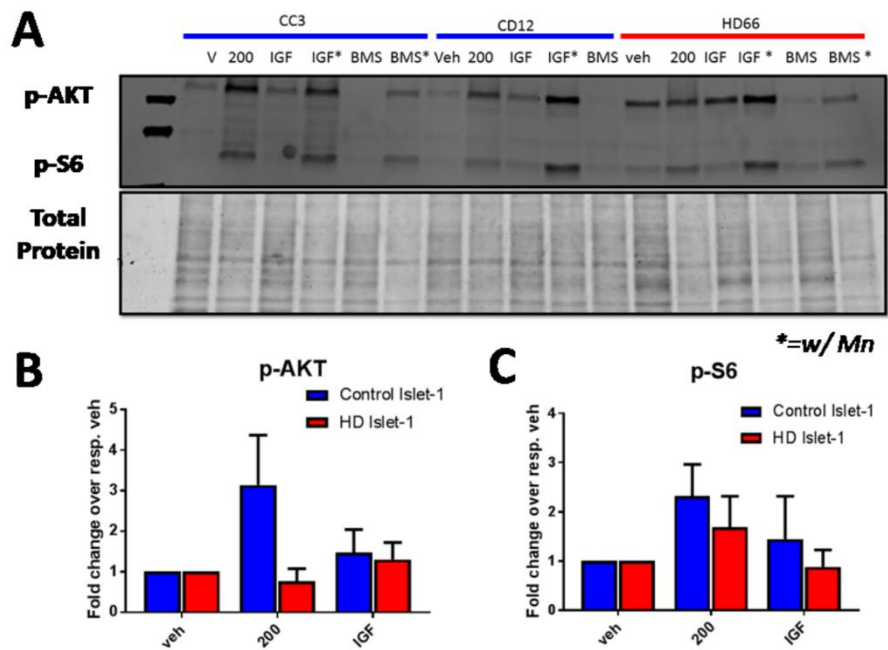 A
CC3
CD12
HD66
V 200 IGF IGF* BMS BMS* Veh 200 IGF IGF* BMS veh 200 IGF IGF * BMS BMS *
p-AKT
p-S6
Total
Protein
*=w/ Mn
B
p-AKT
Control Islet-1
HD Islet-1
Fold change over resp. veh
5
4
3
2
1
0
veh
200
IGF
C
p-S6
Control Islet-1
HD Islet-1
Fold change over resp. veh
4
3
2
1
0
veh
200
IGF